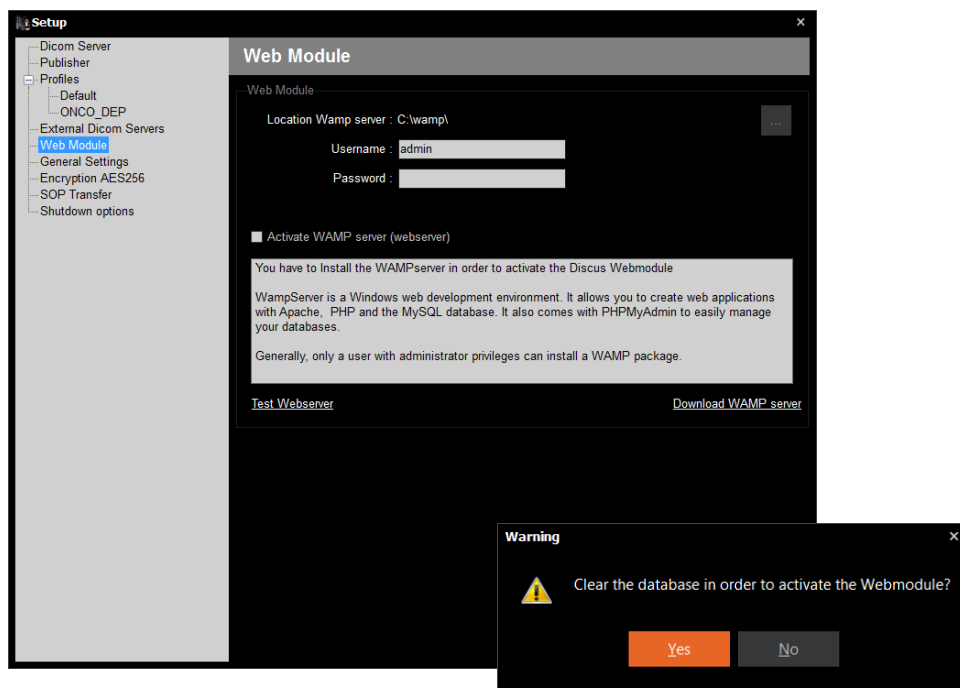 Setup
Dicom Server
Publisher
Profiles
Default
ONCO_DEP
External Dicom Servers
Web Module
General Settings
Encryption AES256
SOP Transfer
Shutdown options
Web Module
Web Module
Location Wamp server : C:\wamp\
...
Username : admin
Password :
Activate WAMP server (webserver)
You have to Install the WAMPserver in order to activate the Discus Webmodule
WampServer is a Windows web development environment. It allows you to create web applications
with Apache, PHP and the MySQL database. It also comes with PHPMyAdmin to easily manage
your databases.
Generally, only a user with administrator privileges can install a WAMP package.
Test Webserver
Download WAMP server
Warning
Clear the database in order to activate the Webmodule?
Yes
No